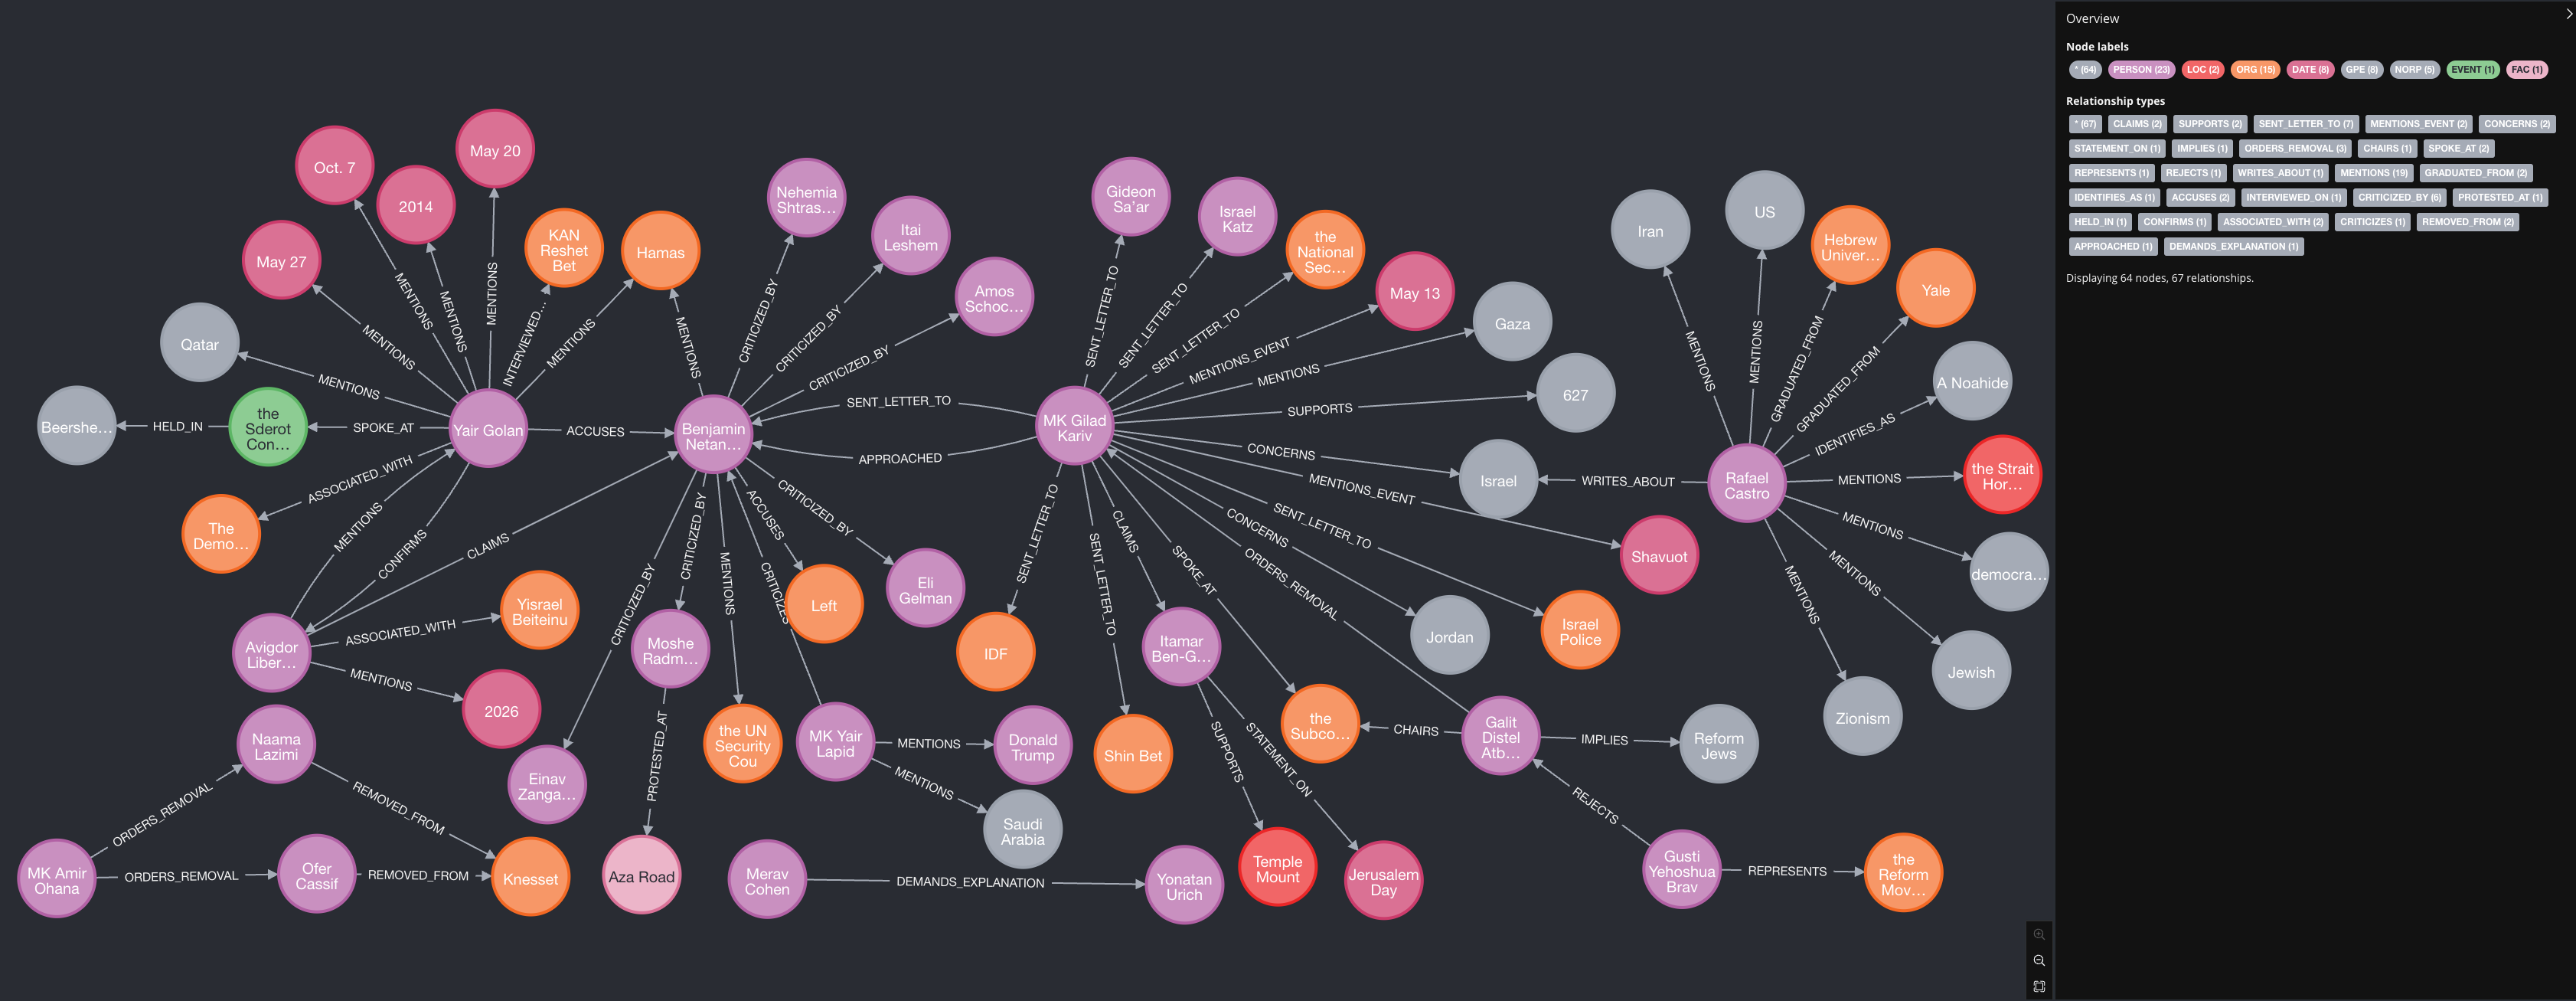 Overview
Node labels
* (64) PERSON (23) LOC (2) ORG (15) DATE (8) GPE (8) NORP (5) EVENT (1) FAC (1)
Relationship types
* (67) CLAIMS (2) SUPPORTS (2) SENT_LETTER_TO (7) MENTIONS_EVENT (2) CONCERNS (2)
STATEMENT_ON (1) IMPLIES (1) ORDERS_REMOVAL (3) CHAIRS (1) SPOKE_AT (2)
REPRESENTS (1) REJECTS (1) WRITES_ABOUT (1) MENTIONS (19) GRADUATED_FROM (2)
IDENTIFIES_AS (1) ACCUSES (2) INTERVIEWED_ON (1) CRITICIZED_BY (6) PROTESTED_AT (1)
HELD_IN (1) CONFIRMS (1) ASSOCIATED_WITH (2) CRITICIZES (1) REMOVED_FROM (2)
APPROACHED (1) DEMANDS_EXPLANATION (1)
Displaying 64 nodes, 67 relationships.
May 20
Oct. 7
2014
May 27
KAN
Reshet
Bet
Hamas
Qatar
Beershe...
HELD_IN
the
Sderot
Con...
SPOKE_AT
Yair Golan
MENTIONS
MENTIONS
MENTIONS
MENTIONS
MENTIONS
INTERVIEWED...
MENTIONS
ACCUSES
ASSOCIATED_WITH
The
Demo...
MENTIONS
CONFIRMS
CLAIMS
Avigdor
Liber...
ASSOCIATED_WITH
Yisrael
Beiteinu
MENTIONS
2026
Naama
Lazimi
ORDERS_REMOVAL
REMOVED_FROM
MK Amir
Ohana
ORDERS_REMOVAL
Ofer
Cassif
REMOVED_FROM
Knesset
Nehemia
Shtras...
Itai
Leshem
Amos
Schoc...
MENTIONS
CRITICIZED_BY
CRITICIZED_BY
CRITICIZED_BY
Benjamin
Netan...
SENT_LETTER_TO
APPROACHED
CRITICIZED_BY
CRITICIZED_BY
MENTIONS
CRITICIZES
ACCUSES
CRITICIZED_BY
Left
Eli
Gelman
Moshe
Radm...
Einav
Zanga...
the UN
Security
Cou
PROTESTED_AT
Aza Road
MK Yair
Lapid
MENTIONS
Donald
Trump
MENTIONS
Saudi
Arabia
Merav
Cohen
DEMANDS_EXPLANATION
Yonatan
Urich
Gideon
Sa'ar
Israel
Katz
the
National
Sec...
May 13
Gaza
627
MK Gilad
Kariv
SENT_LETTER_TO
SENT_LETTER_TO
SENT_LETTER_TO
MENTIONS_EVENT
MENTIONS
SUPPORTS
CONCERNS
Israel
MENTIONS_EVENT
Shavuot
SENT_LETTER_TO
Israel
Police
CONCERNS
Jordan
ORDERS_REMOVAL
SPOKE_AT
CLAIMS
SENT_LETTER_TO
SENT_LETTER_TO
IDF
Shin Bet
Itamar
Ben-G...
SUPPORTS
STATEMENT_ON
Temple
Mount
Jerusalem
Day
the
Subco...
CHAIRS
Galit
Distel
Atb...
IMPLIES
Reform
Jews
REJECTS
Gusti
Yehoshua
Brav
REPRESENTS
the
Reform
Mov...
Iran
US
Hebrew
Univer...
Yale
A Noahide
the Strait
Hor...
democra...
Jewish
Zionism
Rafael
Castro
WRITES_ABOUT
MENTIONS
MENTIONS
GRADUATED_FROM
GRADUATED_FROM
IDENTIFIES_AS
MENTIONS
MENTIONS
MENTIONS
MENTIONS